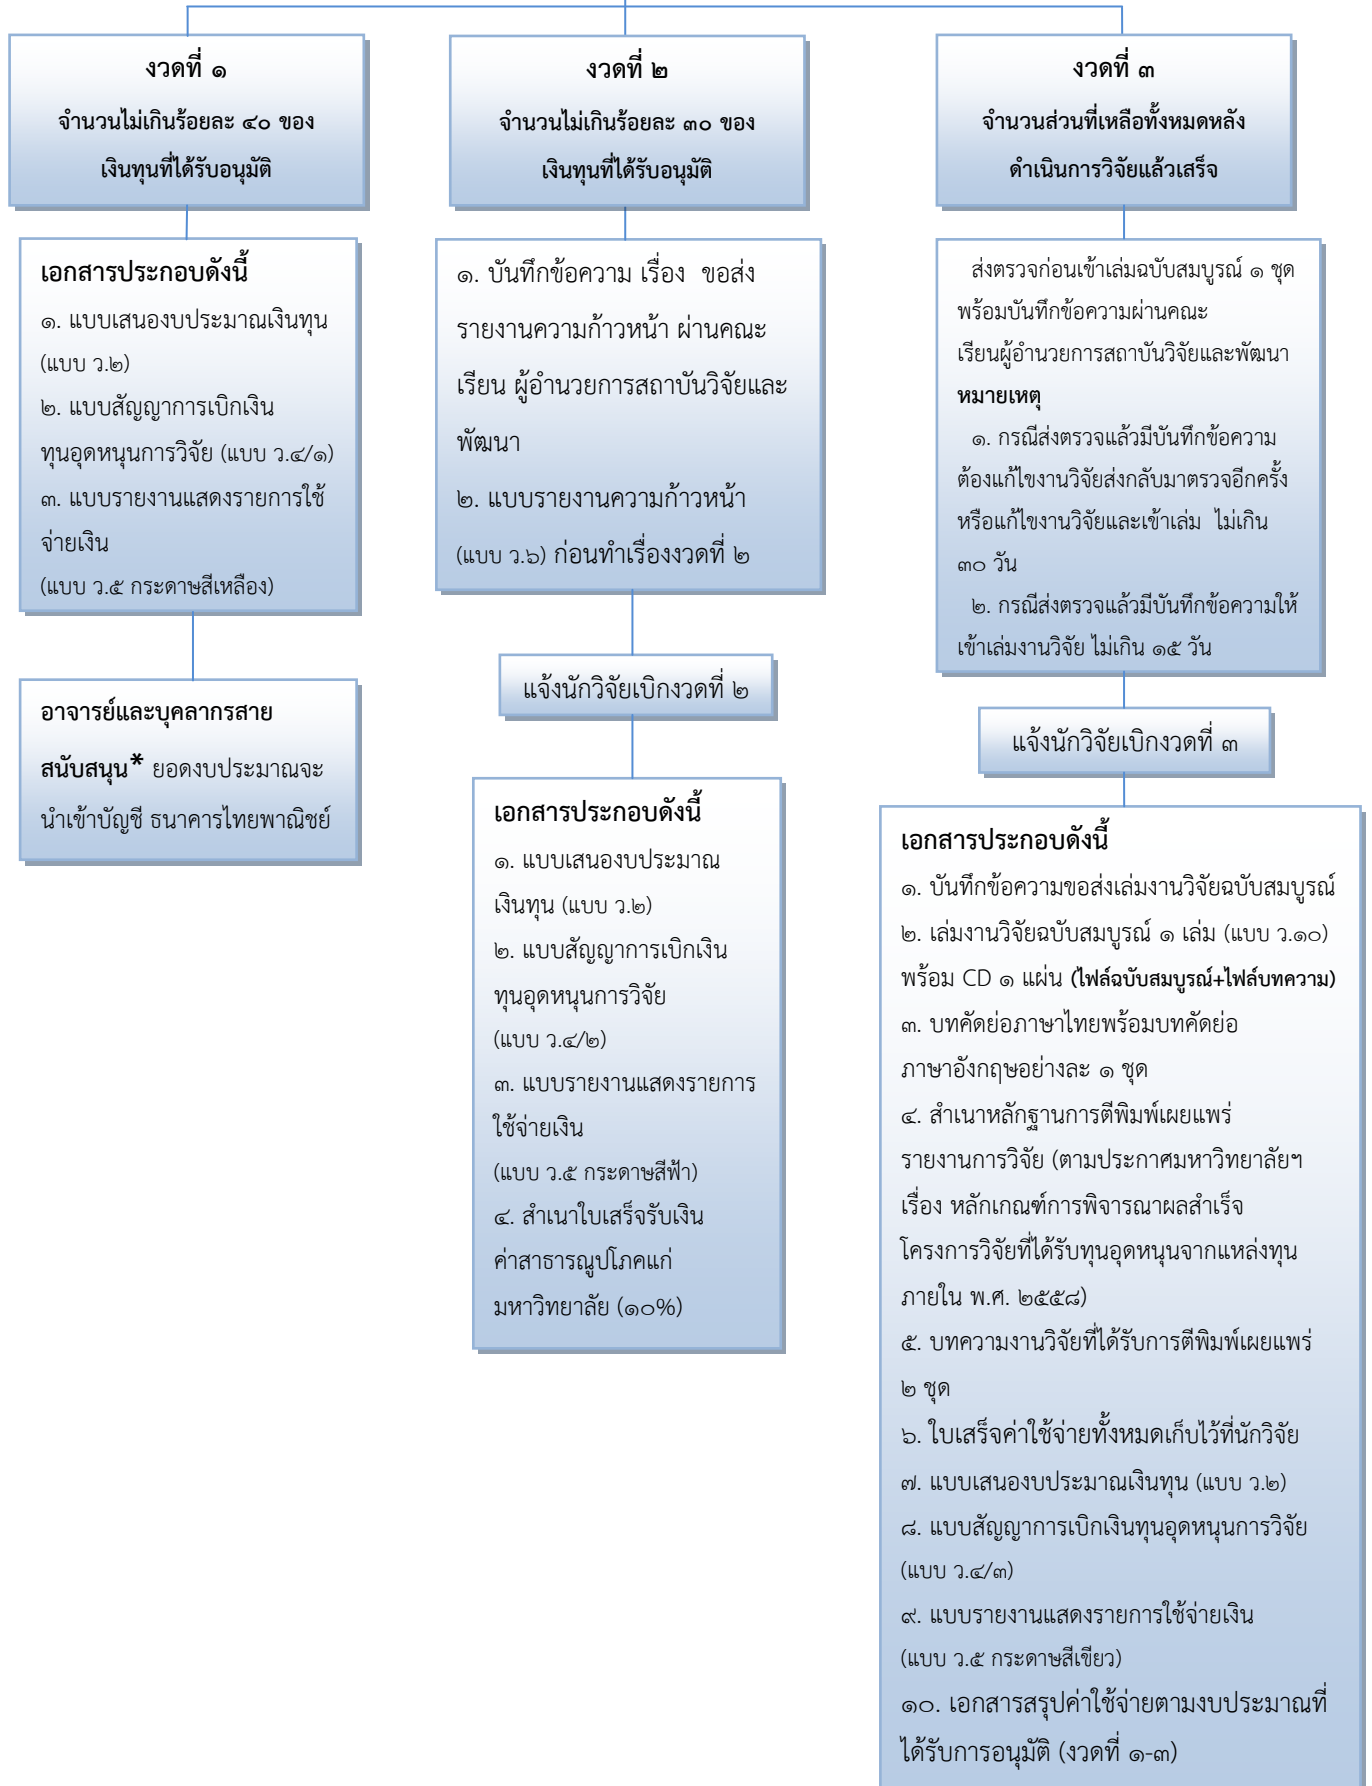 งวดที่ ๑
จำนวนไม่เกินร้อยละ ๔๐ ของ
เงินทุนที่ได้รับอนุมัติ
เอกสารประกอบดังนี้
๑. แบบเสนองบประมาณเงินทุน
(แบบ ว.๒)
๒. แบบสัญญาการเบิกเงิน
ทุนอุดหนุนการวิจัย (แบบ ว.๔/๑)
๓. แบบรายงานแสดงรายการใช้
จ่ายเงิน
(แบบ ว.๕ กระดาษสีเหลือง)
อาจารย์และบุคลากรสาย
สนับสนุน* ยอดงบประมาณจะ
นำเข้าบัญชี ธนาคารไทยพาณิชย์
งวดที่ ๒
จำนวนไม่เกินร้อยละ ๓๐ ของ
เงินทุนที่ได้รับอนุมัติ
๑. บันทึกข้อความ เรื่อง ขอส่ง
รายงานความก้าวหน้า ผ่านคณะ
เรียน ผู้อำนวยการสถาบันวิจัยและ
พัฒนา
๒. แบบรายงานความก้าวหน้า
(แบบ ว.๖) ก่อนทำเรื่องงวดที่ ๒
แจ้งนักวิจัยเบิกงวดที่ ๒
เอกสารประกอบดังนี้
๑. แบบเสนองบประมาณ
เงินทุน (แบบ ว.๒)
๒. แบบสัญญาการเบิกเงิน
ทุนอุดหนุนการวิจัย
(แบบ ว.๔/๒)
๓. แบบรายงานแสดงรายการ
ใช้จ่ายเงิน
(แบบ ว.๕ กระดาษสีฟ้า)
๔. สำเนาใบเสร็จรับเงิน
ค่าสาธารณูปโภคแก่
มหาวิทยาลัย (๑๐%)
งวดที่ ๓
จำนวนส่วนที่เหลือทั้งหมดหลัง
ดำเนินการวิจัยแล้วเสร็จ
ส่งตรวจก่อนเข้าเล่มฉบับสมบูรณ์ ๑ ชุด
พร้อมบันทึกข้อความผ่านคณะ
เรียนผู้อำนวยการสถาบันวิจัยและพัฒนา
หมายเหตุ
๑. กรณีส่งตรวจแล้วมีบันทึกข้อความ
ต้องแก้ไขงานวิจัยส่งกลับมาตรวจอีกครั้ง
หรือแก้ไขงานวิจัยและเข้าเล่ม ไม่เกิน
๓๐ วัน
๒. กรณีส่งตรวจแล้วมีบันทึกข้อความให้
เข้าเล่มงานวิจัย ไม่เกิน ๑๕ วัน
แจ้งนักวิจัยเบิกงวดที่ ๓
เอกสารประกอบดังนี้
๑. บันทึกข้อความขอส่งเล่มงานวิจัยฉบับสมบูรณ์
๒. เล่มงานวิจัยฉบับสมบูรณ์ ๑ เล่ม (แบบ ว.๑๐)
พร้อม CD ๑ แผ่น (ไฟล์ฉบับสมบูรณ์+ไฟล์บทความ)
๓. บทคัดย่อภาษาไทยพร้อมบทคัดย่อ
ภาษาอังกฤษอย่างละ ๑ ชุด
๔. สำเนาหลักฐานการตีพิมพ์เผยแพร่
รายงานการวิจัย (ตามประกาศมหาวิทยาลัยฯ
เรื่อง หลักเกณฑ์การพิจารณาผลสำเร็จ
โครงการวิจัยที่ได้รับทุนอุดหนุนจากแหล่งทุน
ภายใน พ.ศ. ๒๕๕๘)
๕. บทความงานวิจัยที่ได้รับการตีพิมพ์เผยแพร่
๒ ชุด
๖. ใบเสร็จค่าใช้จ่ายทั้งหมดเก็บไว้ที่นักวิจัย
๗. แบบเสนองบประมาณเงินทุน (แบบ ว.๒)
๘. แบบสัญญาการเบิกเงินทุนอุดหนุนการวิจัย
(แบบ ว.๔/๓)
๙. แบบรายงานแสดงรายการใช้จ่ายเงิน
(แบบ ว.๕ กระดาษสีเขียว)
๑๐. เอกสารสรุปค่าใช้จ่ายตามงบประมาณที่
ได้รับการอนุมัติ (งวดที่ ๑-๓)